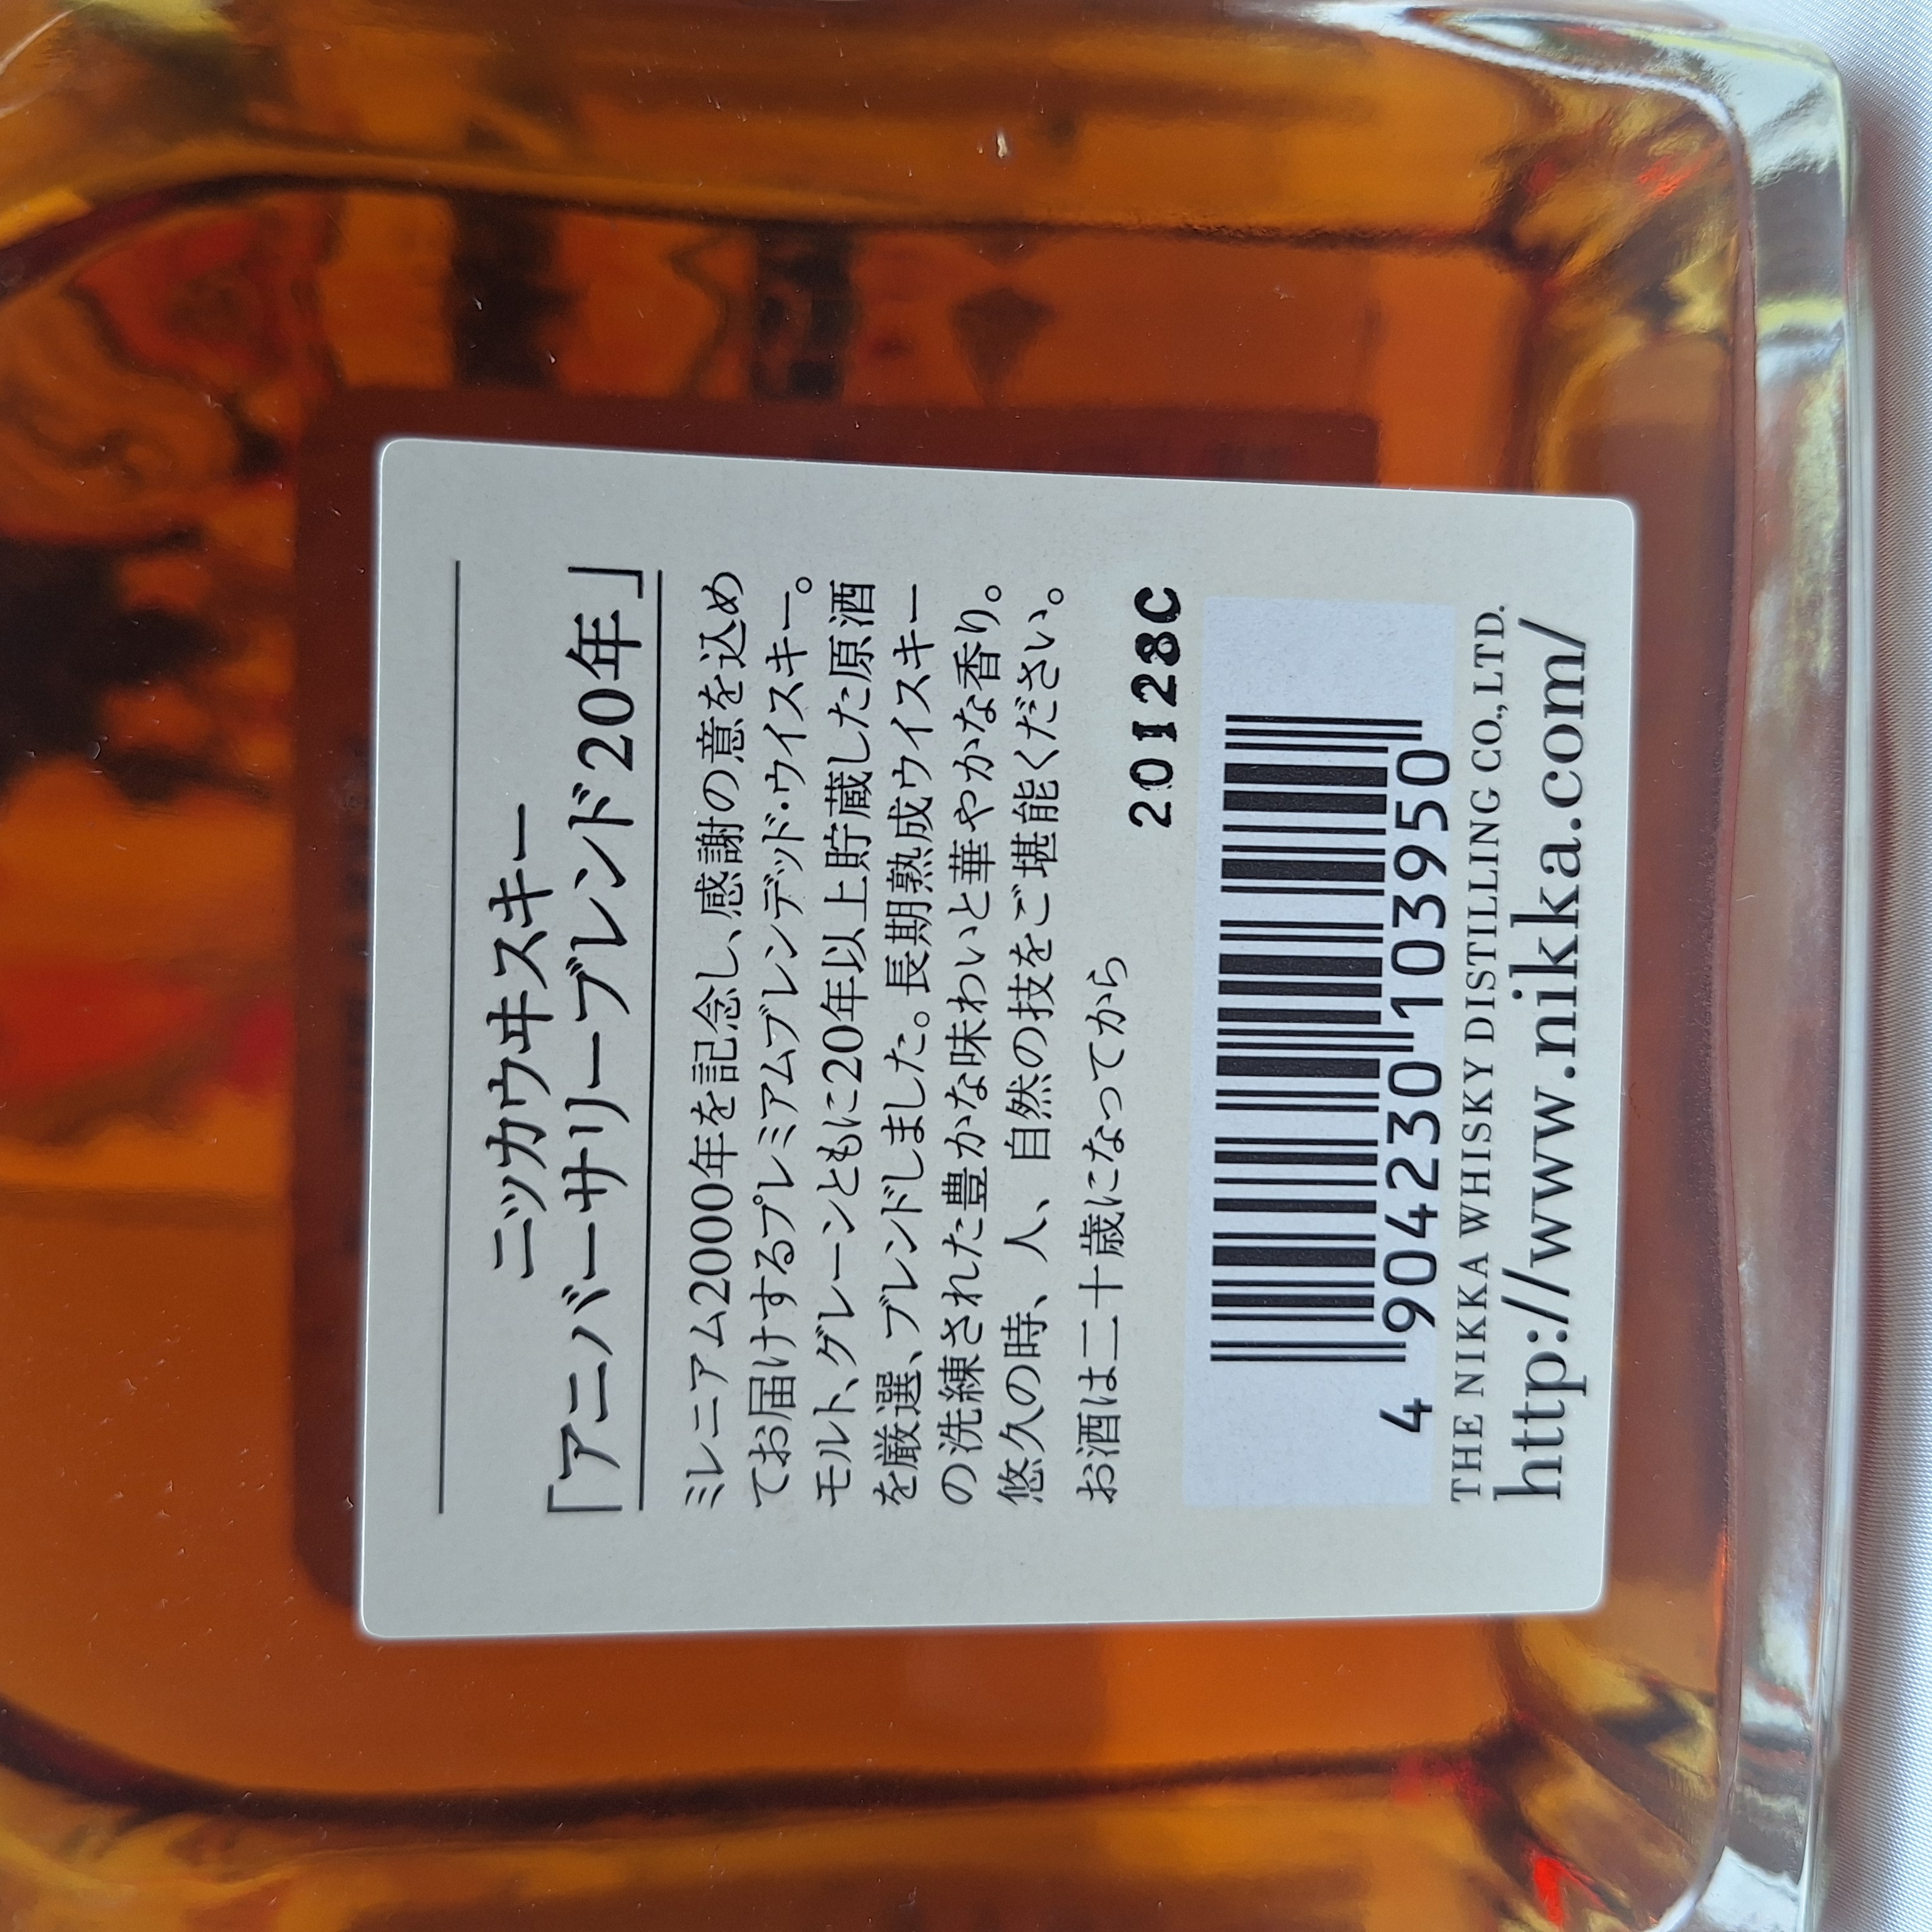 ニッカウヰスキー
「アニバーサリーブレンド20年」
ミレニアム2000年を記念し、感謝の意を込め
てお届けするプレミアムブレンデッド・ウイスキー。
モルト、グレーンともに20年以上貯蔵した原酒
を厳選、ブレンドしました。長期熟成ウイスキー
の洗練された豊かな味わいと華やかな香り。
悠久の時、人、自然の技をご堪能ください。
お酒は二十歳になってから
20I28C
4 904230 103950
THE NIKKA WHISKY DISTILLING CO.,LTD.
http://www.nikka.com/